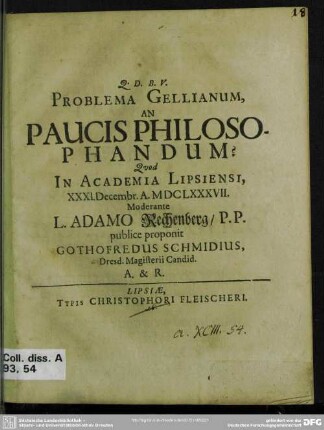 18
Q. D. B. V.
PROBLEMA GELLIANUM,
AN
PAUCIS PHILOSO-
PHANDUM?
Quod
IN ACADEMIA LIPSIENSI,
XXXI. Decembr. A. MDCLXXXVII.
Moderante
L. ADAMO Rechenberg/ P.P.
publice proponit
GOTHOFREDUS SCHMIDIUS,
Dresd. Magisterii Candid.
A. & R.
LIPSIÆ,
TYPIS CHRISTOPHORI FLEISCHERI.
a. XCIII. 54.
Coll. diss. A
93, 54